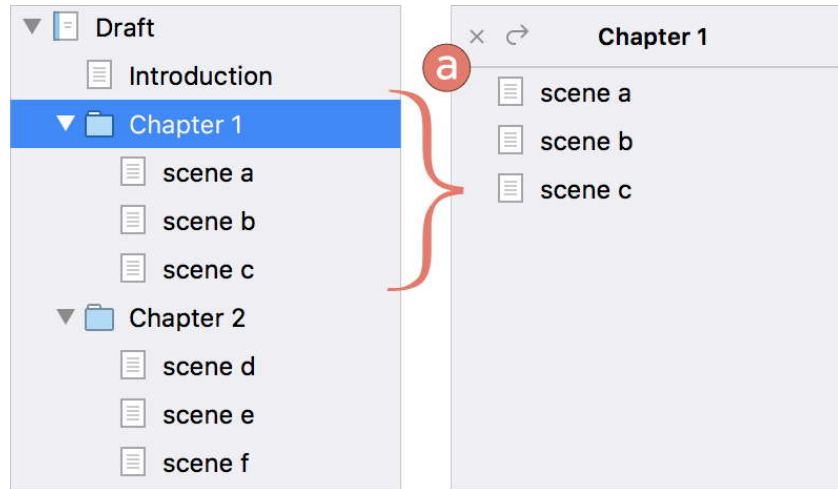 Draft
Introduction
Chapter 1
scene a
scene b
scene c
Chapter 2
scene d
scene e
scene f
a
Chapter 1
scene a
scene b
scene c